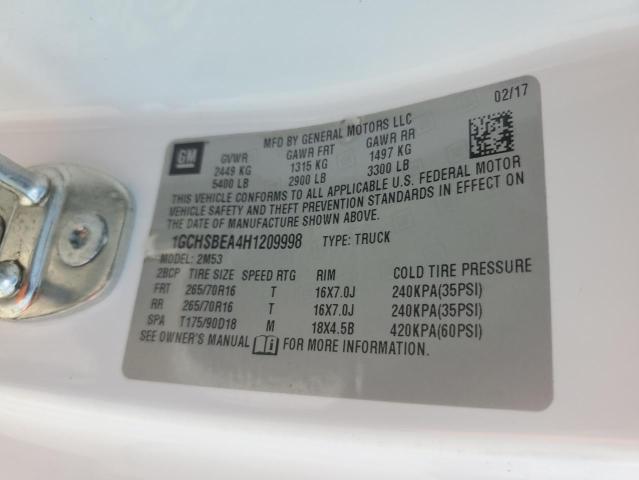 02/17
GM
MFD BY GENERAL MOTORS LLC
GVWR GAWR FRT GAWR RR
2449 KG 1315 KG 1497 KG
5400 LB 2900 LB 3300 LB
THIS VEHICLE CONFORMS TO ALL APPLICABLE U.S. FEDERAL MOTOR
VEHICLE SAFETY AND THEFT PREVENTION STANDARDS IN EFFECT ON
THE DATE OF MANUFACTURE SHOWN ABOVE.
1GCHSBEA4H1209998 TYPE: TRUCK
MODEL: 2M53
2BCP TIRE SIZE SPEED RTG RIM COLD TIRE PRESSURE
FRT 265/70R16 T 16X7.0J 240KPA(35PSI)
RR 265/70R16 T 16X7.0J 240KPA(35PSI)
SPA T175/90D18 M 18X4.5B 420KPA(60PSI)
SEE OWNER'S MANUAL i FOR MORE INFORMATION.